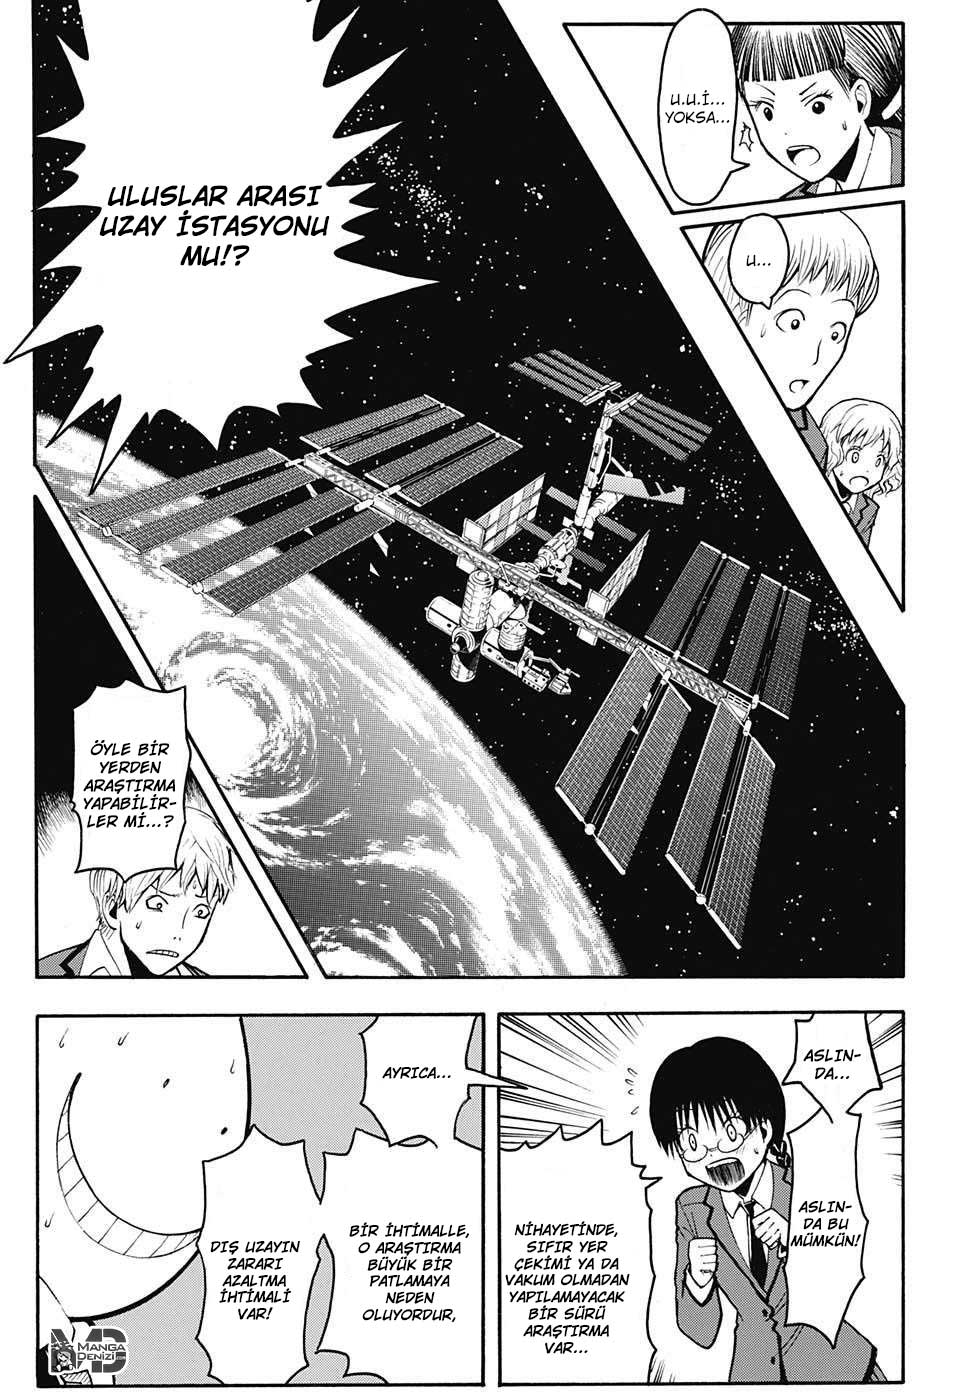 U.U.İ...
YOKSA...
U...
ULUSLAR ARASI
UZAY İSTASYONU
MU!?
ÖYLE BİR
YERDEN
ARAŞTIRMA
YAPABİLİR-
LER Mİ...?
ASLIN-
DA...
ASLIN-
DA BU
MÜMKÜN!
NİHAYETİNDE,
SIFIR YER
ÇEKİMİ YA DA
VAKUM OLMADAN
YAPILAMAYACAK
BİR SÜRÜ
ARAŞTIRMA
VAR...
AYRICA...
BİR İHTİMALLE,
O ARAŞTIRMA
BÜYÜK BİR
PATLAMAYA
NEDEN
OLUYORDUR,
DIŞ UZAYIN
ZARARI
AZALTMA
İHTİMALİ
VAR!
MANGA
DENİZİ